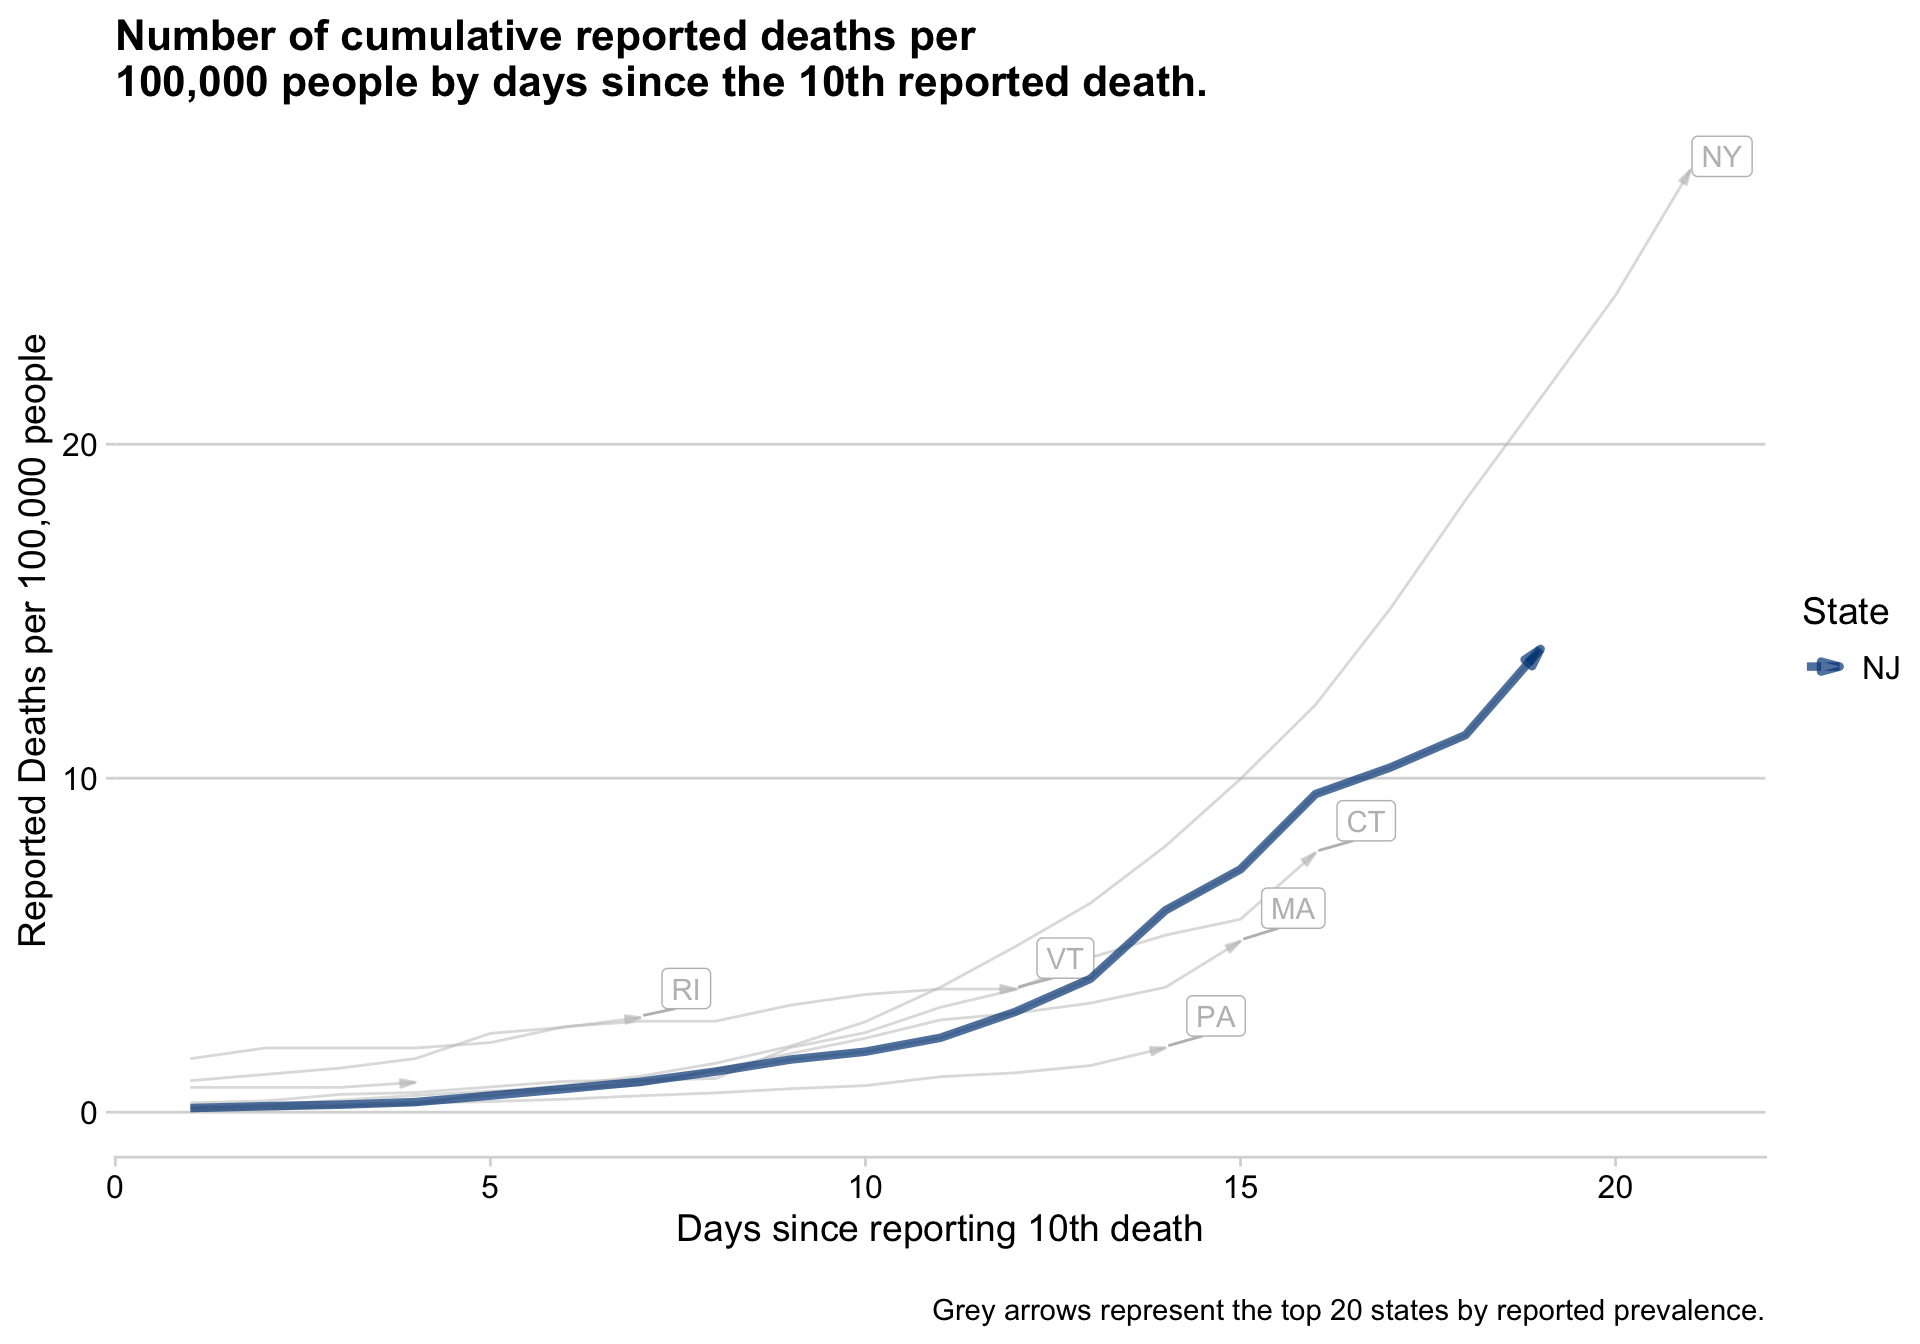 Number of cumulative reported deaths per
100,000 people by days since the 10th reported death.
NY
Reported Deaths per 100,000 people
20
State
NJ
10
CT
MA
VT
RI
PA
0
0 5 10 15 20
Days since reporting 10th death
Grey arrows represent the top 20 states by reported prevalence.